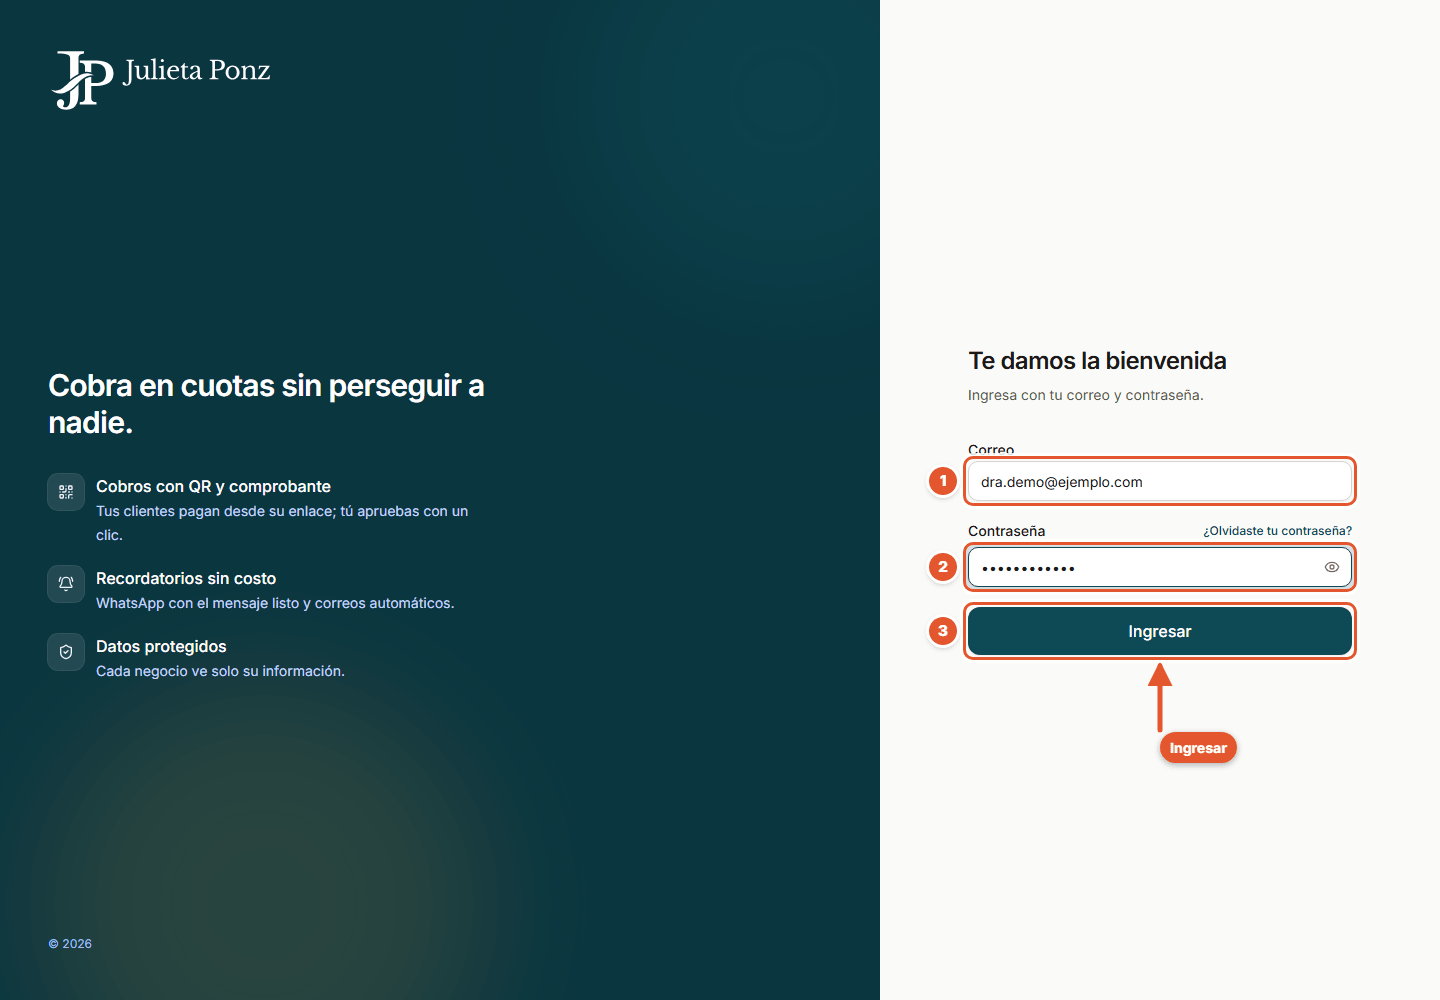 JP Julieta Ponz
Cobra en cuotas sin perseguir a
nadie.
Cobros con QR y comprobante
Tus clientes pagan desde su enlace; tú apruebas con un
clic.
Recordatorios sin costo
WhatsApp con el mensaje listo y correos automáticos.
Datos protegidos
Cada negocio ve solo su información.
© 2026
Te damos la bienvenida
Ingresa con tu correo y contraseña.
Correo
1 dra.demo@ejemplo.com
Contraseña ¿Olvidaste tu contraseña?
2 ••••••••••••
3 Ingresar
Ingresar